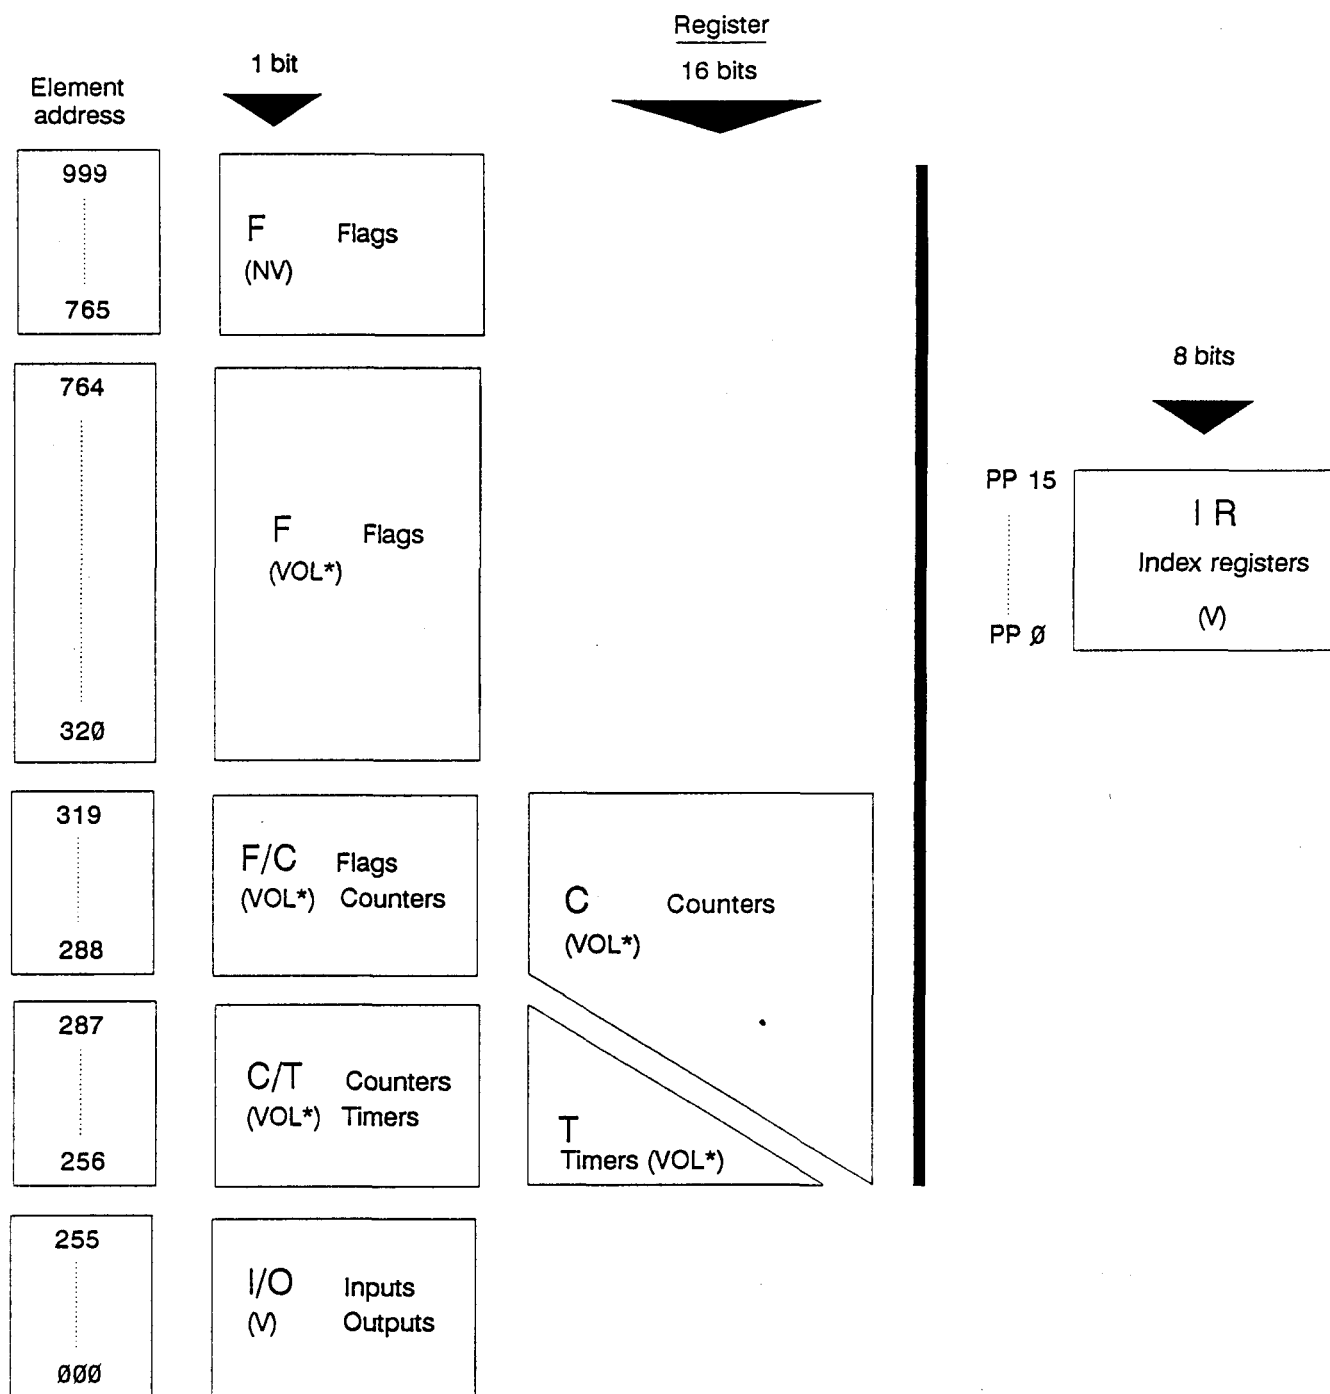 Register
1 bit
16 bits
Element
address
999
765
F Flags
(NV)
764
320
F Flags
(VOL*)
8 bits
PP 15
PP Ø
I R
Index registers
(V)
319
288
F/C Flags
(VOL*) Counters
C Counters
(VOL*)
287
256
C/T Counters
(VOL*) Timers
T
Timers (VOL*)
255
ØØØ
I/O Inputs
(V) Outputs